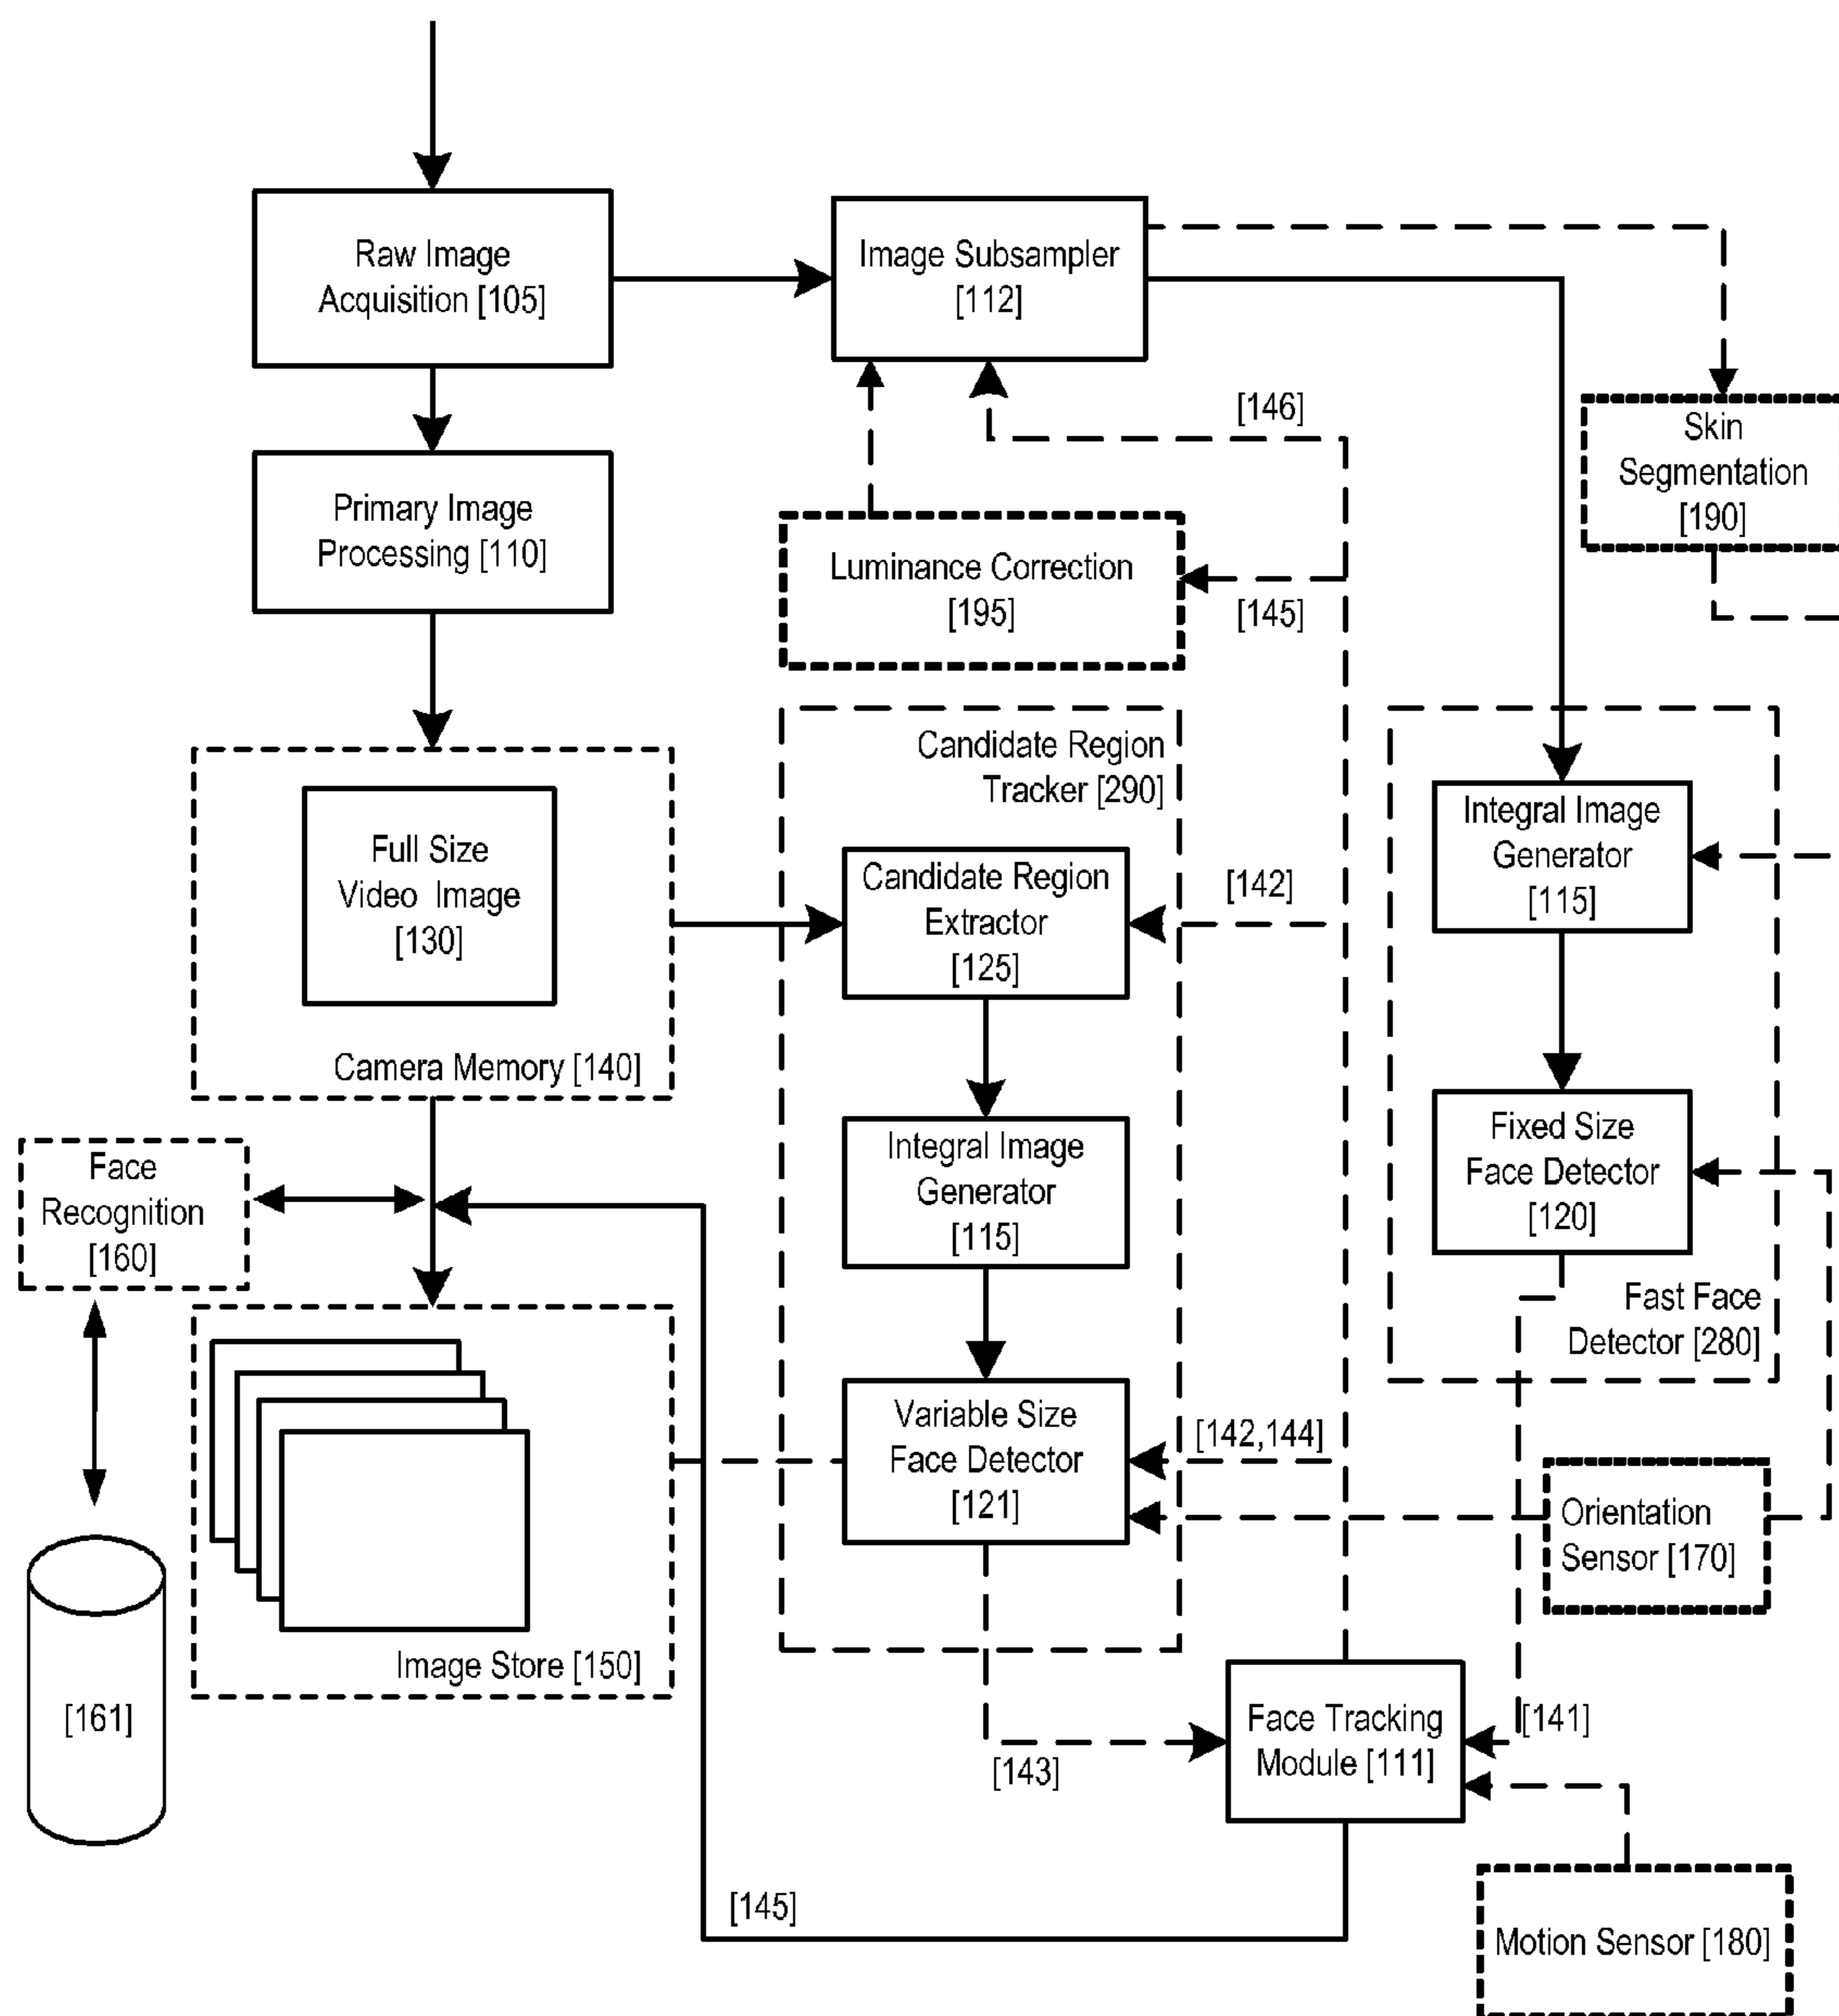 Raw Image
Acquisition [105]
Image Subsampler
[112]
[146]
Skin
Segmentation
[190]
Primary Image
Processing [110]
Luminance Correction
[195]
[145]
Candidate Region
Tracker [290]
Full Size
Video Image
[130]
Camera Memory [140]
Candidate Region
Extractor
[125]
[142]
Integral Image
Generator
[115]
Face
Recognition
[160]
Integral Image
Generator
[115]
Fixed Size
Face Detector
[120]
Fast Face
Detector [280]
Variable Size
Face Detector
[121]
[142,144]
Orientation
Sensor [170]
Image Store [150]
[161]
[143]
Face Tracking
Module [111]
[141]
[145]
Motion Sensor [180]